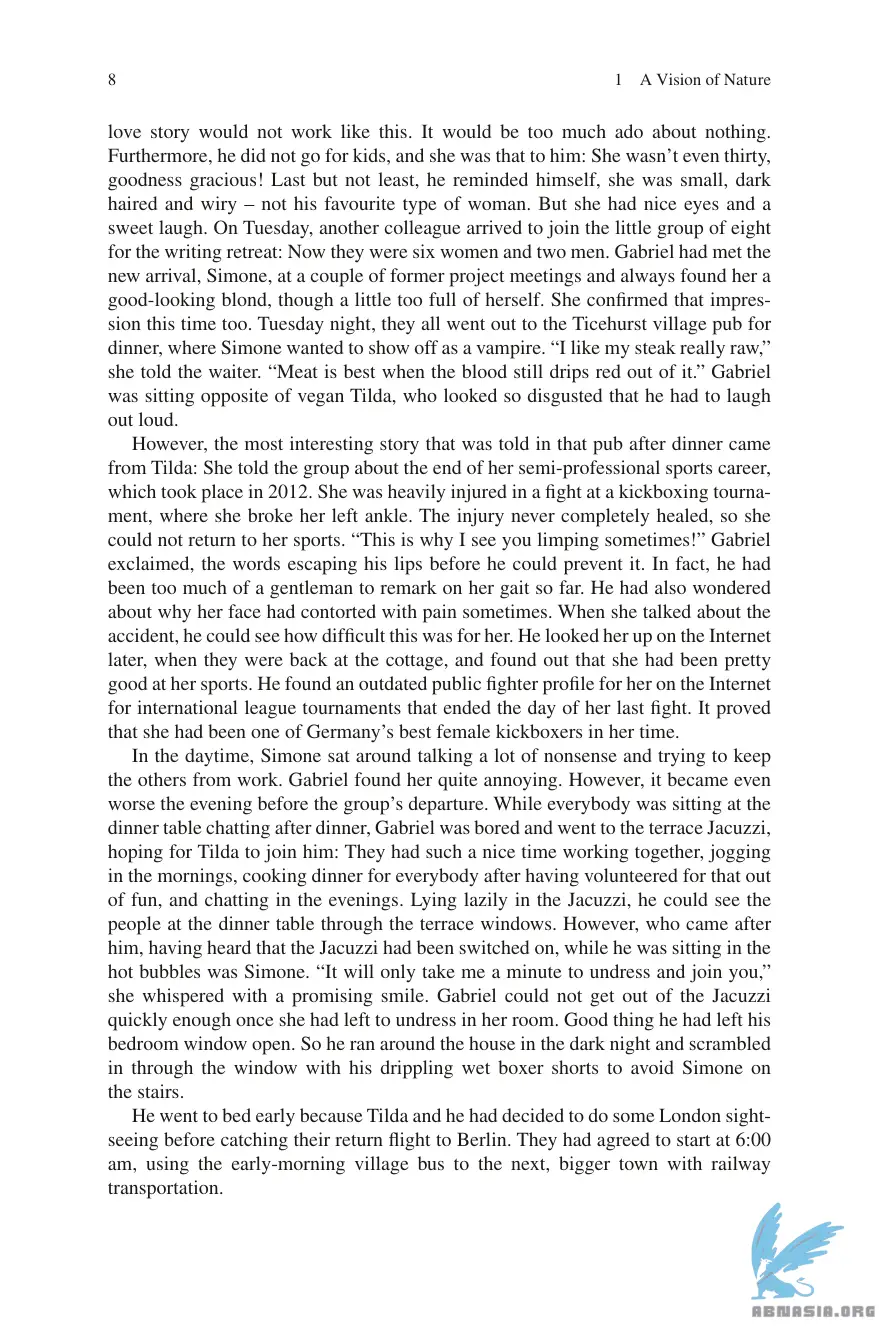 8 1 A Vision of Nature
love story would not work like this. It would be too much ado about nothing.
Furthermore, he did not go for kids, and she was that to him: She wasn’t even thirty,
goodness gracious! Last but not least, he reminded himself, she was small, dark
haired and wiry – not his favourite type of woman. But she had nice eyes and a
sweet laugh. On Tuesday, another colleague arrived to join the little group of eight
for the writing retreat: Now they were six women and two men. Gabriel had met the
new arrival, Simone, at a couple of former project meetings and always found her a
good-looking blond, though a little too full of herself. She confirmed that impres-
sion this time too. Tuesday night, they all went out to the Ticehurst village pub for
dinner, where Simone wanted to show off as a vampire. “I like my steak really raw,”
she told the waiter. “Meat is best when the blood still drips red out of it.” Gabriel
was sitting opposite of vegan Tilda, who looked so disgusted that he had to laugh
out loud.
However, the most interesting story that was told in that pub after dinner came
from Tilda: She told the group about the end of her semi-professional sports career,
which took place in 2012. She was heavily injured in a fight at a kickboxing tourna-
ment, where she broke her left ankle. The injury never completely healed, so she
could not return to her sports. “This is why I see you limping sometimes!” Gabriel
exclaimed, the words escaping his lips before he could prevent it. In fact, he had
been too much of a gentleman to remark on her gait so far. He had also wondered
about why her face had contorted with pain sometimes. When she talked about the
accident, he could see how difficult this was for her. He looked her up on the Internet
later, when they were back at the cottage, and found out that she had been pretty
good at her sports. He found an outdated public fighter profile for her on the Internet
for international league tournaments that ended the day of her last fight. It proved
that she had been one of Germany’s best female kickboxers in her time.
In the daytime, Simone sat around talking a lot of nonsense and trying to keep
the others from work. Gabriel found her quite annoying. However, it became even
worse the evening before the group’s departure. While everybody was sitting at the
dinner table chatting after dinner, Gabriel was bored and went to the terrace Jacuzzi,
hoping for Tilda to join him: They had such a nice time working together, jogging
in the mornings, cooking dinner for everybody after having volunteered for that out
of fun, and chatting in the evenings. Lying lazily in the Jacuzzi, he could see the
people at the dinner table through the terrace windows. However, who came after
him, having heard that the Jacuzzi had been switched on, while he was sitting in the
hot bubbles was Simone. “It will only take me a minute to undress and join you,”
she whispered with a promising smile. Gabriel could not get out of the Jacuzzi
quickly enough once she had left to undress in her room. Good thing he had left his
bedroom window open. So he ran around the house in the dark night and scrambled
in through the window with his drippling wet boxer shorts to avoid Simone on
the stairs.
He went to bed early because Tilda and he had decided to do some London sight-
seeing before catching their return flight to Berlin. They had agreed to start at 6:00
am, using the early-morning village bus to the next, bigger town with railway
transportation.
ABNASIA.ORG